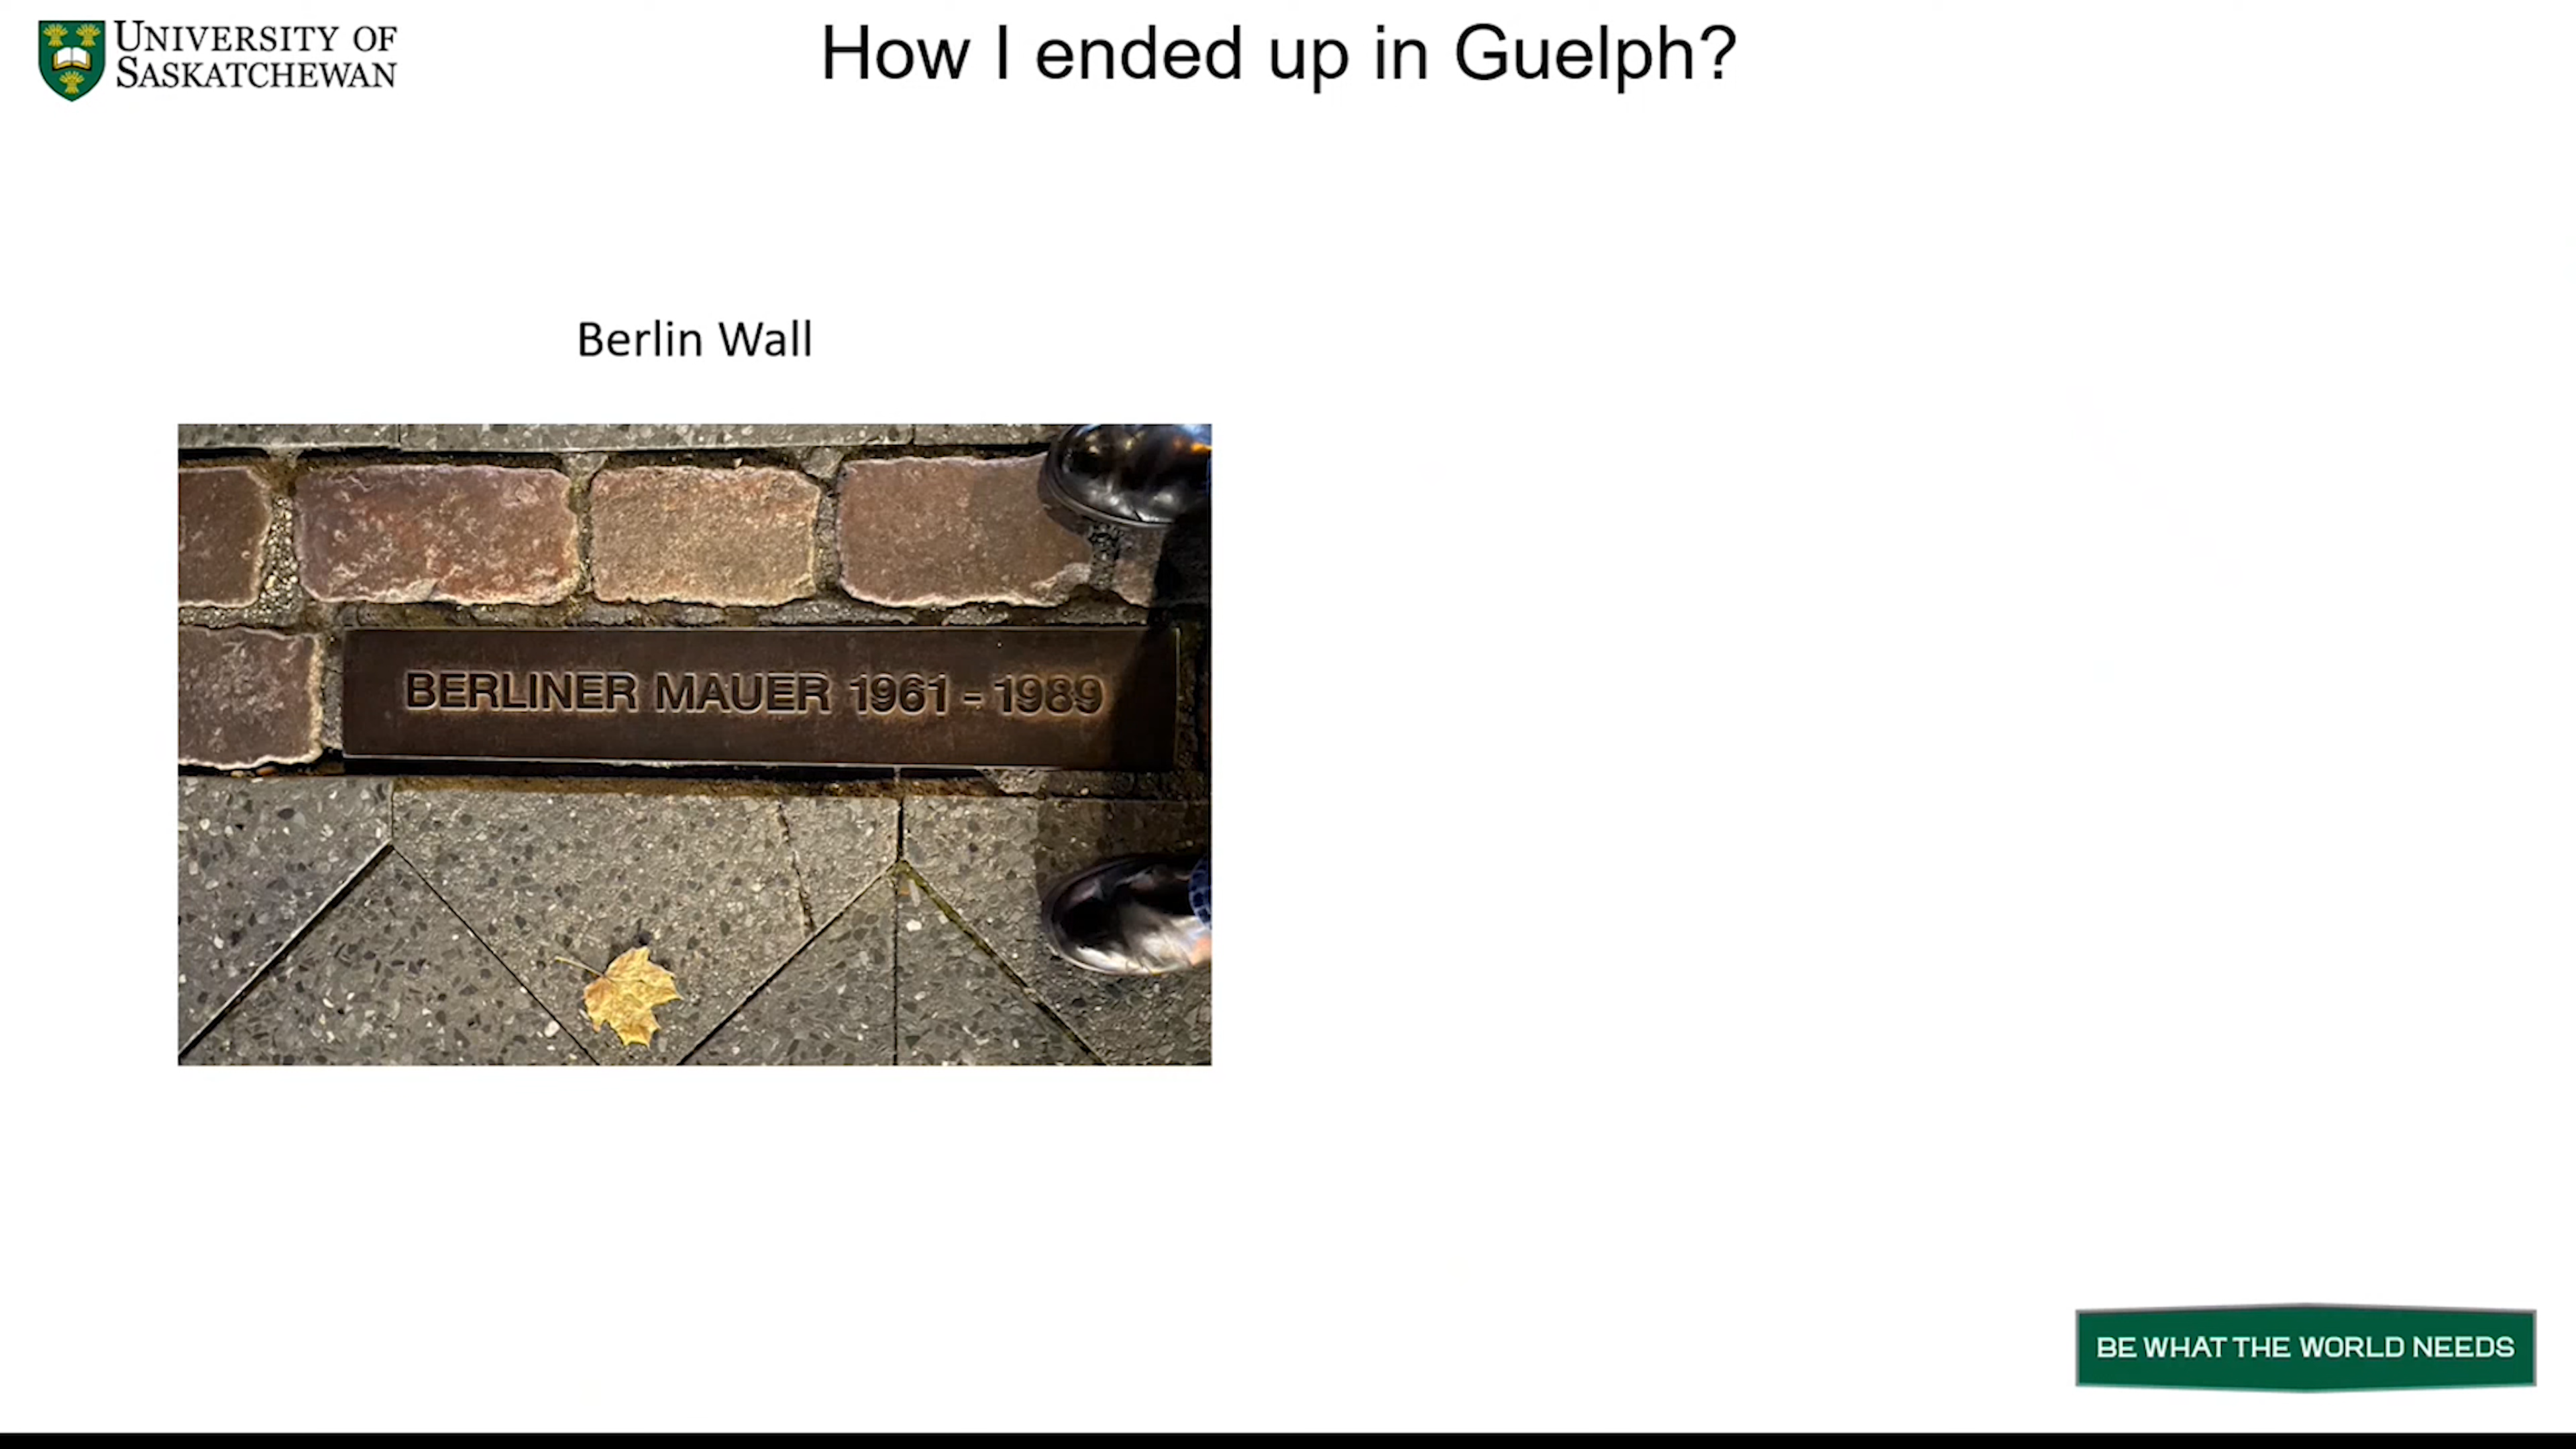 UNIVERSITY OF
SASKATCHEWAN
How I ended up in Guelph?
Berlin Wall
BERLINER MAUER 1961 - 1989
BE WHAT THE WORLD NEEDS